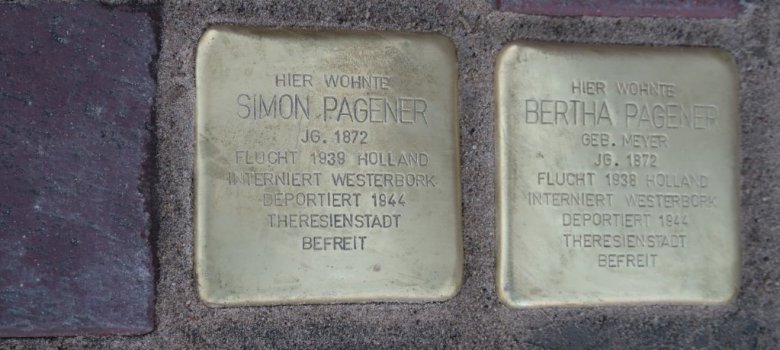 HIER WOHNTE
SIMON PAGENER
JG. 1872
FLUCHT 1939 HOLLAND
INTERNIERT WESTERBORK
DEPORTIERT 1944
THERESIENSTADT
BEFREIT
HIER WOHNTE
BERTHA PAGENER
GEB. MEYER
JG. 1872
FLUCHT 1938 HOLLAND
INTERNIERT WESTERBORK
DEPORTIERT 1944
THERESIENSTADT
BEFREIT